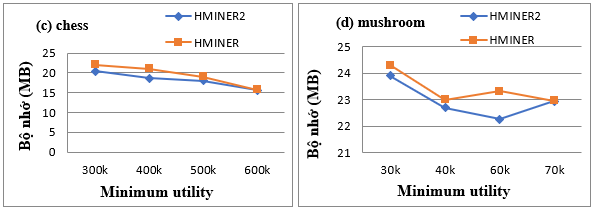 (c) chess
HMINER2
HMINER
Bộ nhớ (MB)
25
20
15
10
5
0
300k 400k 500k 600k
Minimum utility
(d) mushroom
HMINER2
HMINER
Bộ nhớ (MB)
25
24
23
22
21
30k 40k 60k 70k
Minimum utility